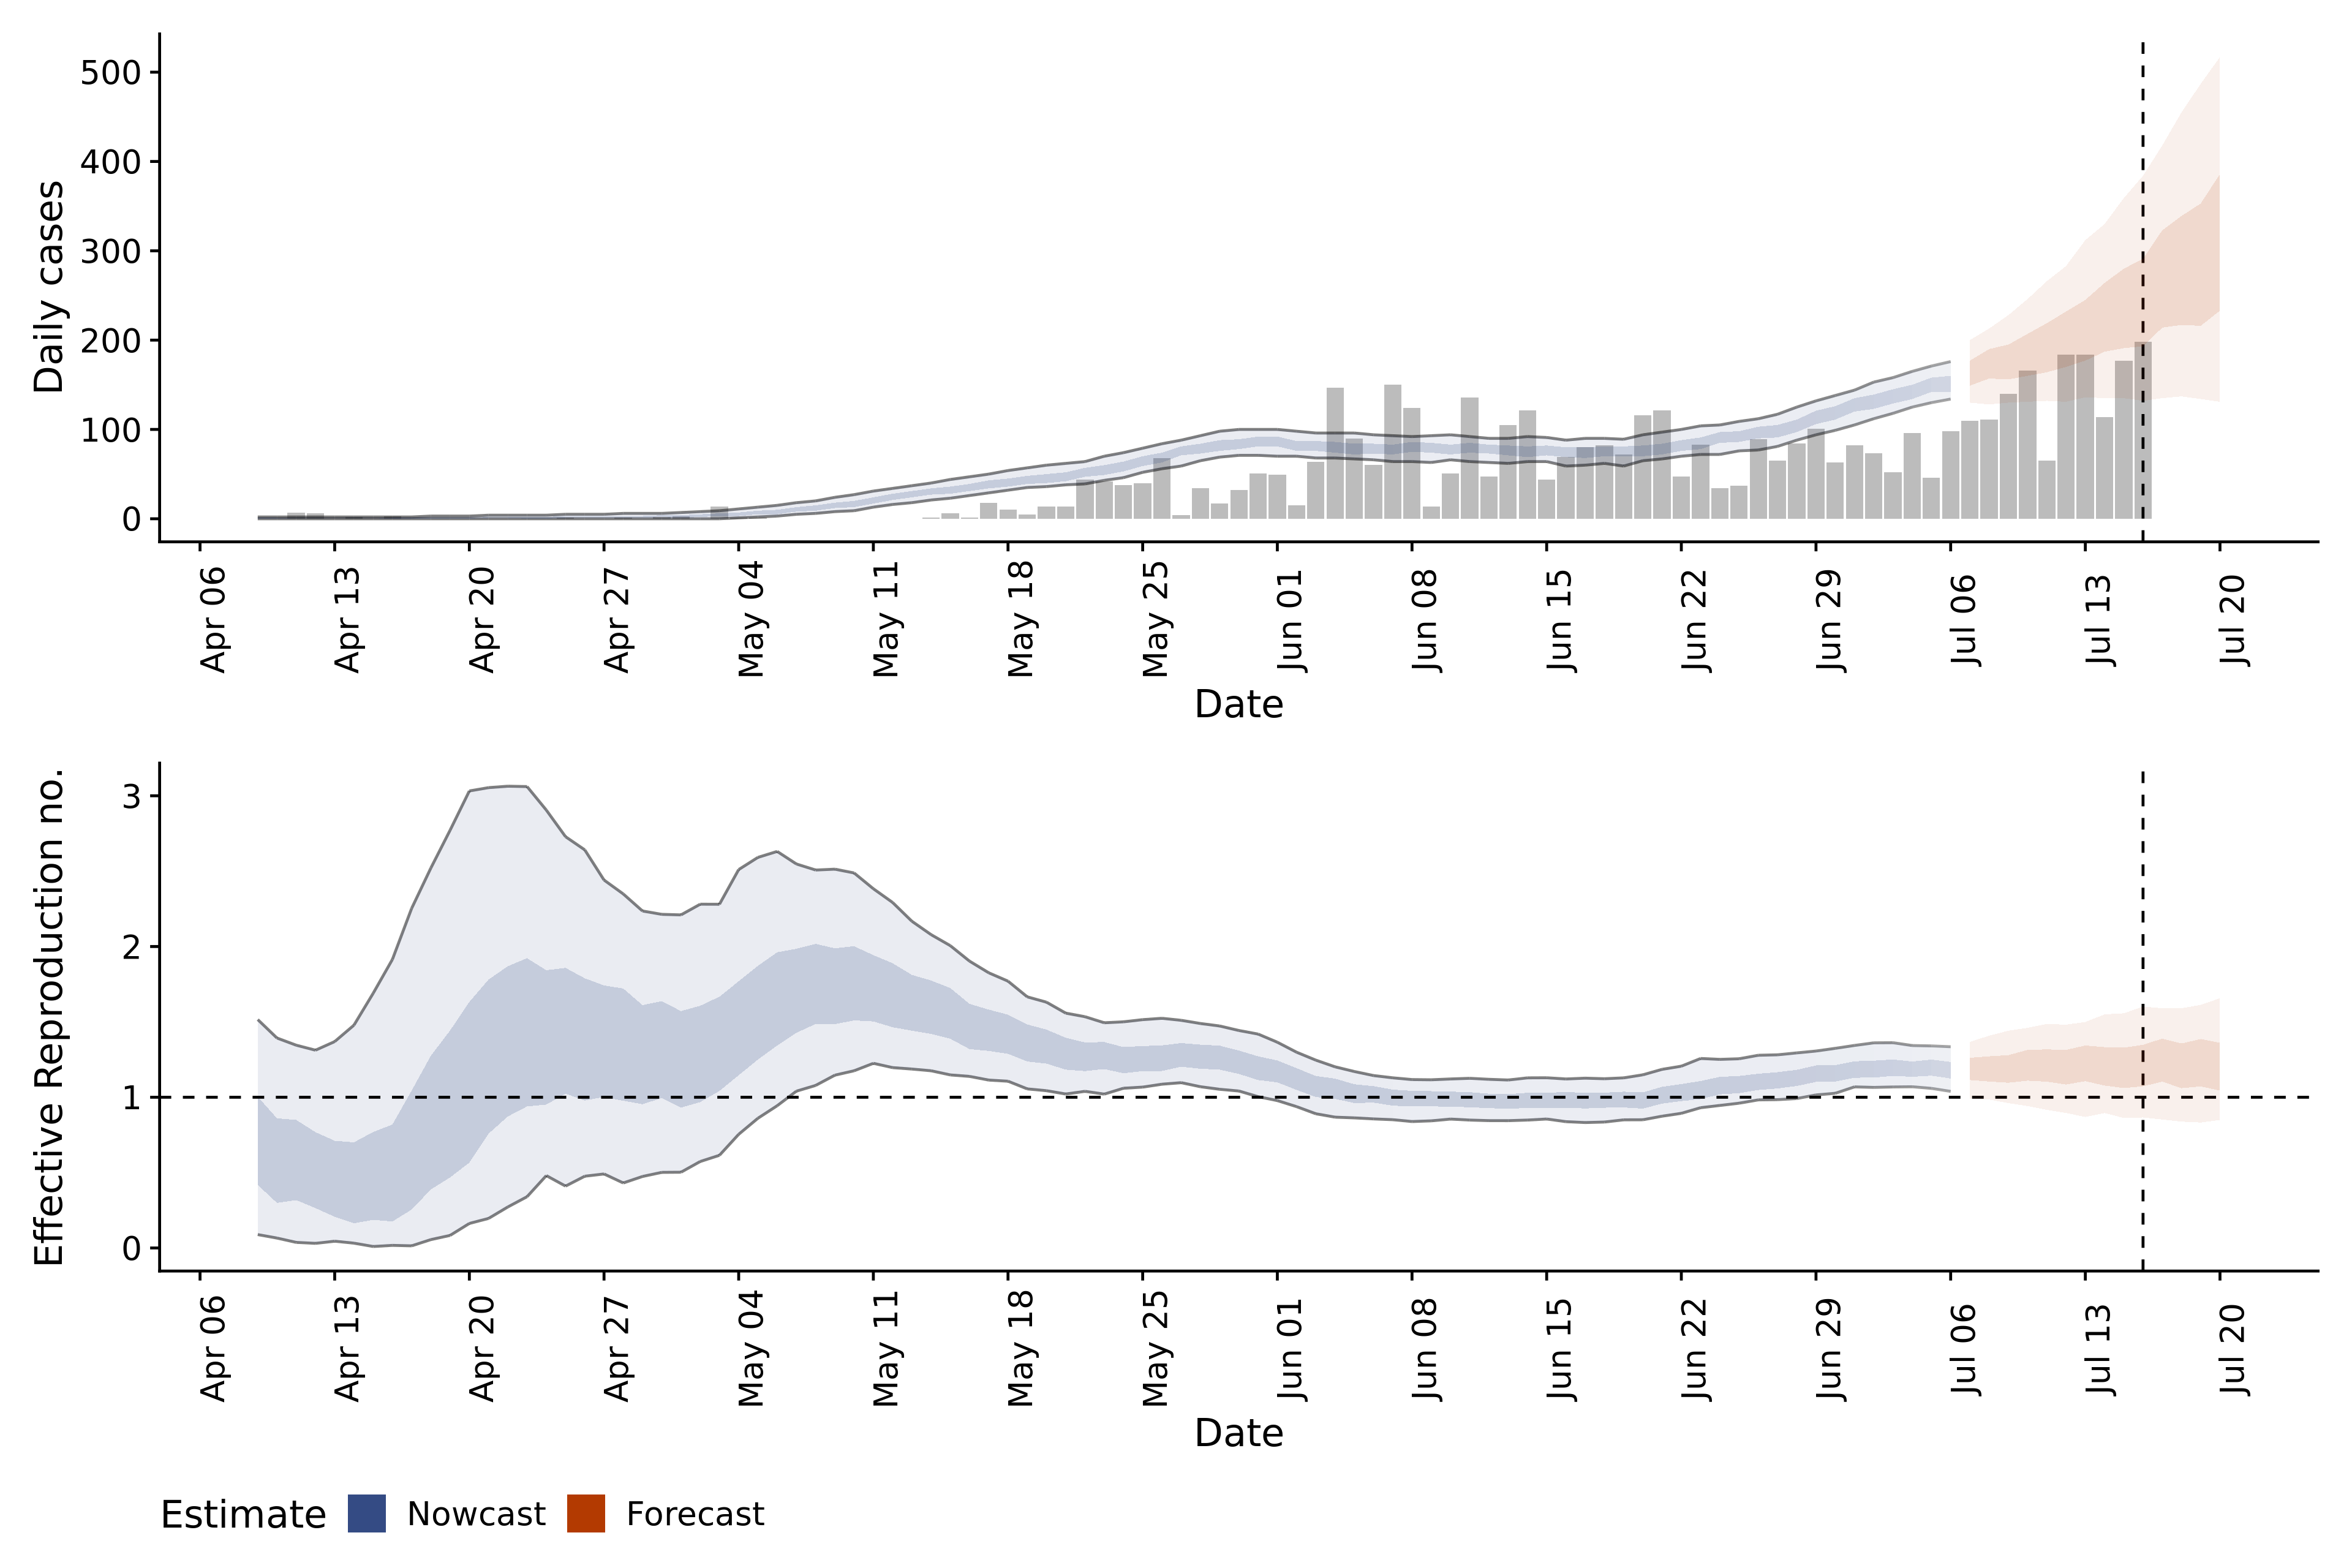 Daily cases
500
400
300
200
100
0
Apr 06
Apr 13
Apr 20
Apr 27
May 04
May 11
May 18
May 25
Jun 01
Jun 08
Jun 15
Jun 22
Jun 29
Jul 06
Jul 13
Jul 20
Date
Effective Reproduction no.
3
2
1
0
Apr 06
Apr 13
Apr 20
Apr 27
May 04
May 11
May 18
May 25
Jun 01
Jun 08
Jun 15
Jun 22
Jun 29
Jul 06
Jul 13
Jul 20
Date
Estimate Nowcast Forecast